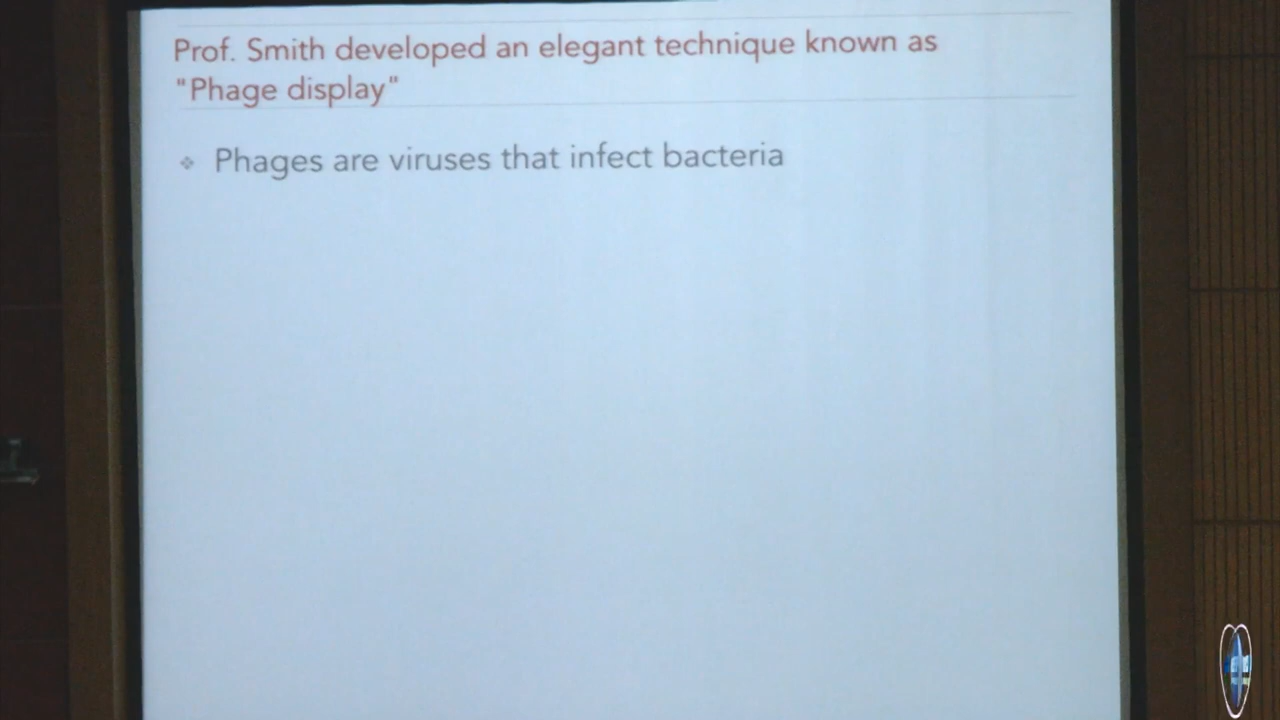 Prof. Smith developed an elegant technique known as
"Phage display"
Phages are viruses that infect bacteria